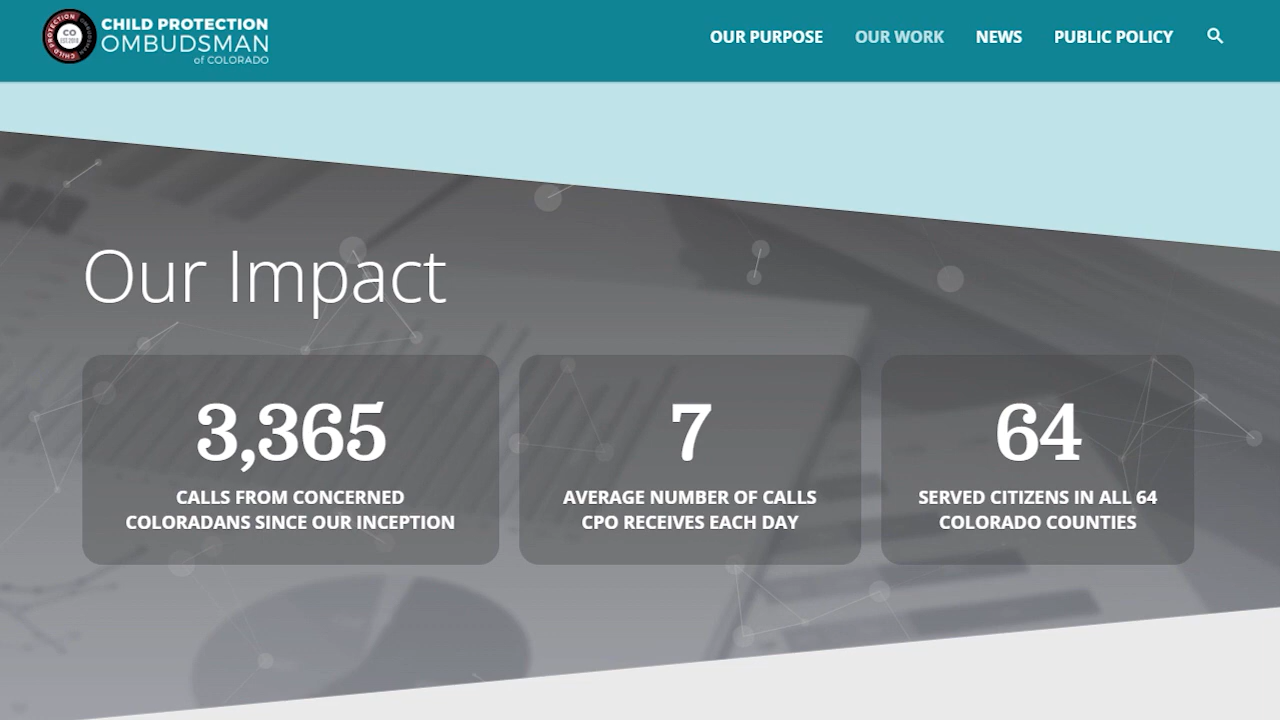 CHILD PROTECTION
OMBUDSMAN
of COLORADO
CO
OUR PURPOSE
OUR WORK
NEWS
PUBLIC POLICY
Our Impact
3,365
CALLS FROM CONCERNED
COLORADANS SINCE OUR INCEPTION
7
AVERAGE NUMBER OF CALLS
CPO RECEIVES EACH DAY
64
SERVED CITIZENS IN ALL 64
COLORADO COUNTIES